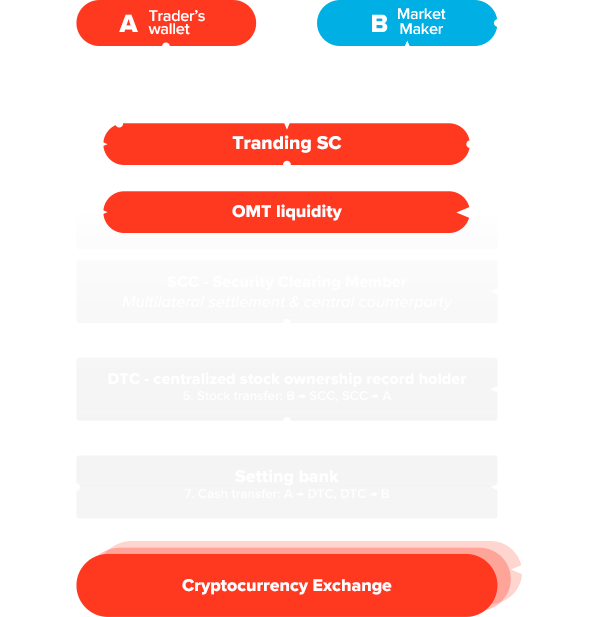 A Trader's wallet
B Market Maker
Tranding SC
OMT liquidity
SCC - Security Clearing Member
Multilateral settlement & central counterparty
DTC - centralized stock ownership record holder
5. Stock transfer: B → SCC, SCC → A
Setting bank
7. Cash transfer: A → DTC, DTC → B
Cryptocurrency Exchange